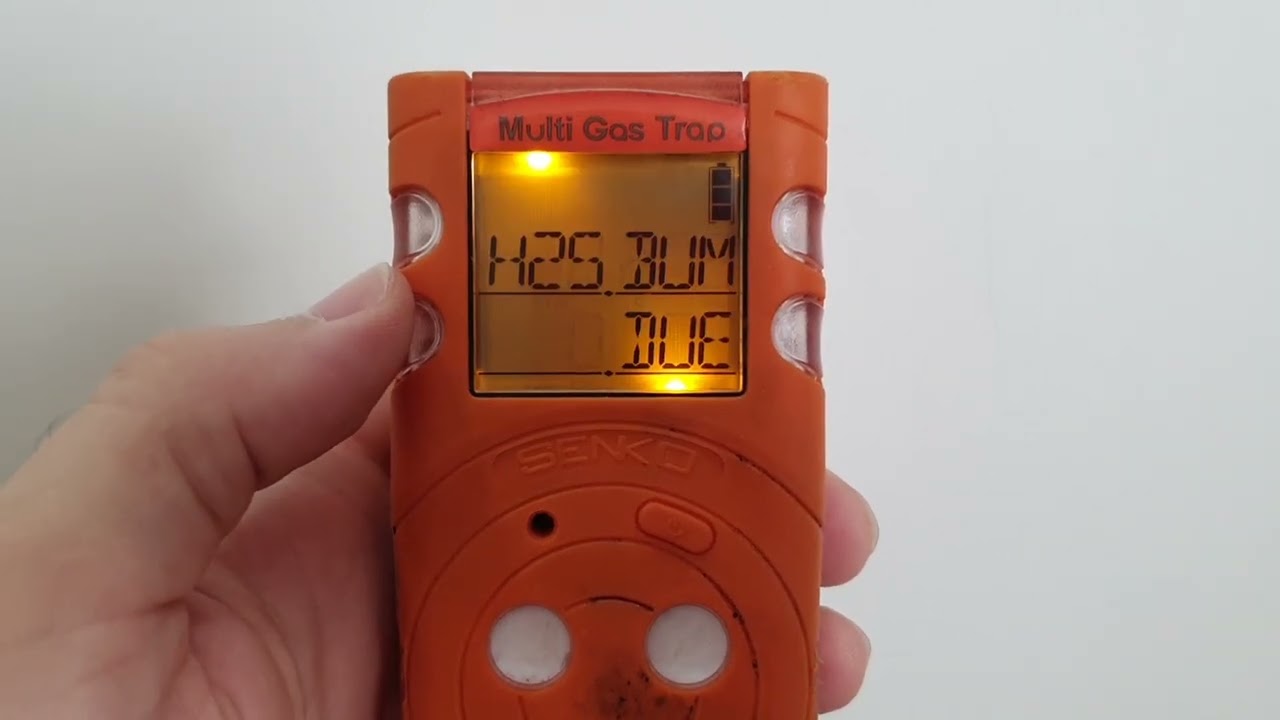 Multi Gas Trap
H2S.BUM
.DUE
SENKO